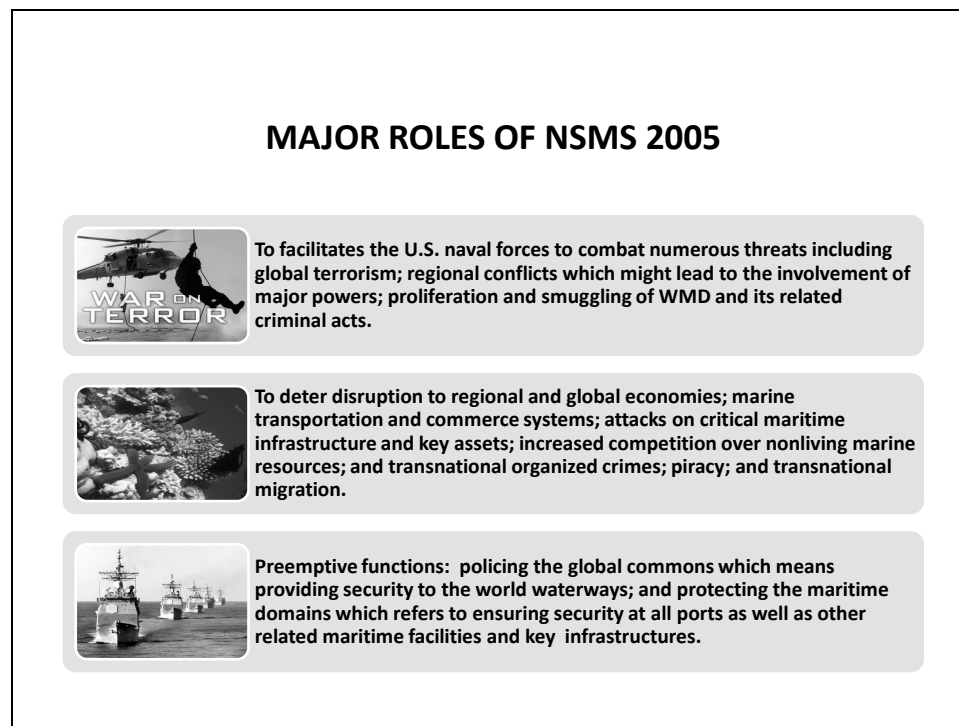 MAJOR ROLES OF NSMS 2005
WAR ON
TERROR
To facilitates the U.S. naval forces to combat numerous threats including
global terrorism; regional conflicts which might lead to the involvement of
major powers; proliferation and smuggling of WMD and its related
criminal acts.
To deter disruption to regional and global economies; marine
transportation and commerce systems; attacks on critical maritime
infrastructure and key assets; increased competition over nonliving marine
resources; and transnational organized crimes; piracy; and transnational
migration.
Preemptive functions:  policing the global commons which means
providing security to the world waterways; and protecting the maritime
domains which refers to ensuring security at all ports as well as other
related maritime facilities and key  infrastructures.